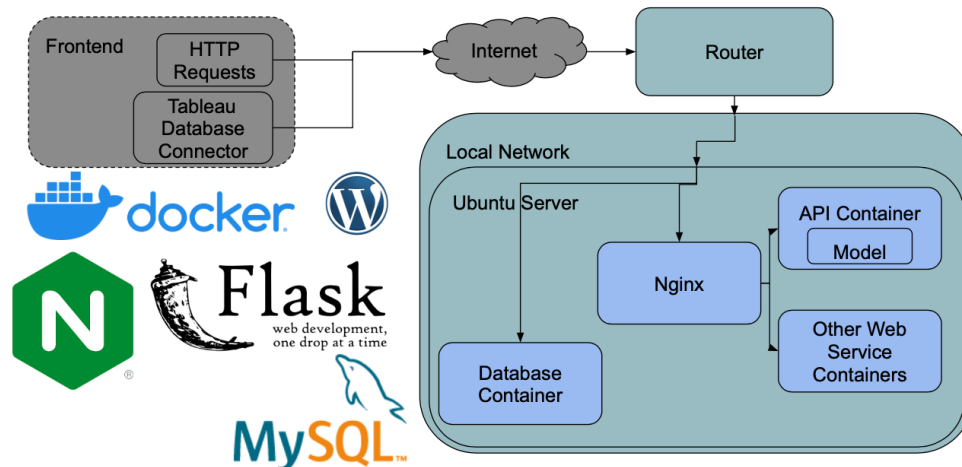 Frontend
HTTP
Requests
Tableau
Database
Connector
Internet
Router
Local Network
Ubuntu Server
API Container
Model
Nginx
Other Web
Service
Containers
Database
Container
docker.
W
N
®
Flask
web development,
one drop at a time
MySQL™